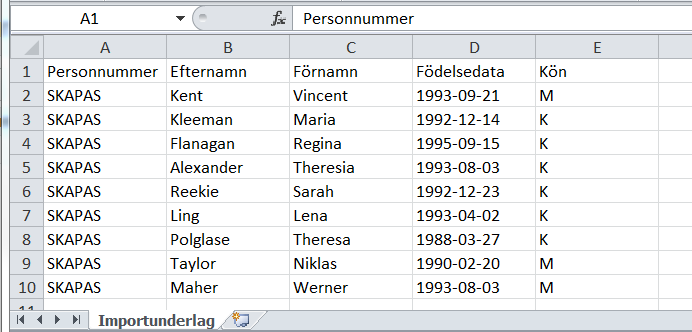 A1 fx Personnummer
A B C D E
1 Personnummer Efternamn Förnamn Födelsedata Kön
2 SKAPAS Kent Vincent 1993-09-21 M
3 SKAPAS Kleeman Maria 1992-12-14 K
4 SKAPAS Flanagan Regina 1995-09-15 K
5 SKAPAS Alexander Theresia 1993-08-03 K
6 SKAPAS Reekie Sarah 1992-12-23 K
7 SKAPAS Ling Lena 1993-04-02 K
8 SKAPAS Polglase Theresa 1988-03-27 K
9 SKAPAS Taylor Niklas 1990-02-20 M
10 SKAPAS Maher Werner 1993-08-03 M
11
Importunderlag